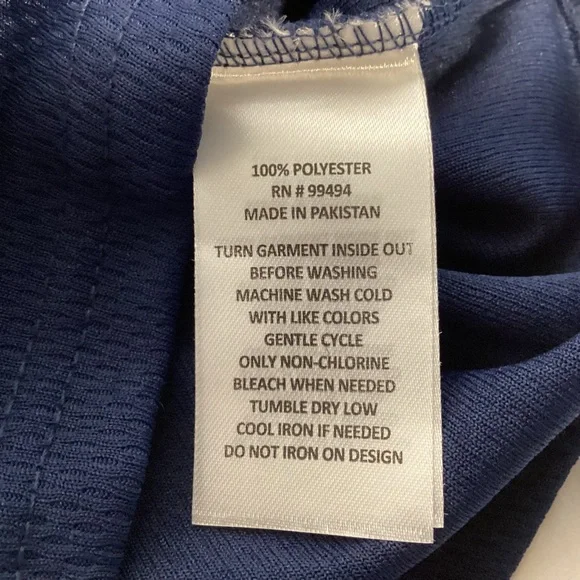 100% POLYESTER
RN # 99494
MADE IN PAKISTAN
TURN GARMENT INSIDE OUT
BEFORE WASHING
MACHINE WASH COLD
WITH LIKE COLORS
GENTLE CYCLE
ONLY NON-CHLORINE
BLEACH WHEN NEEDED
TUMBLE DRY LOW
COOL IRON IF NEEDED
DO NOT IRON ON DESIGN